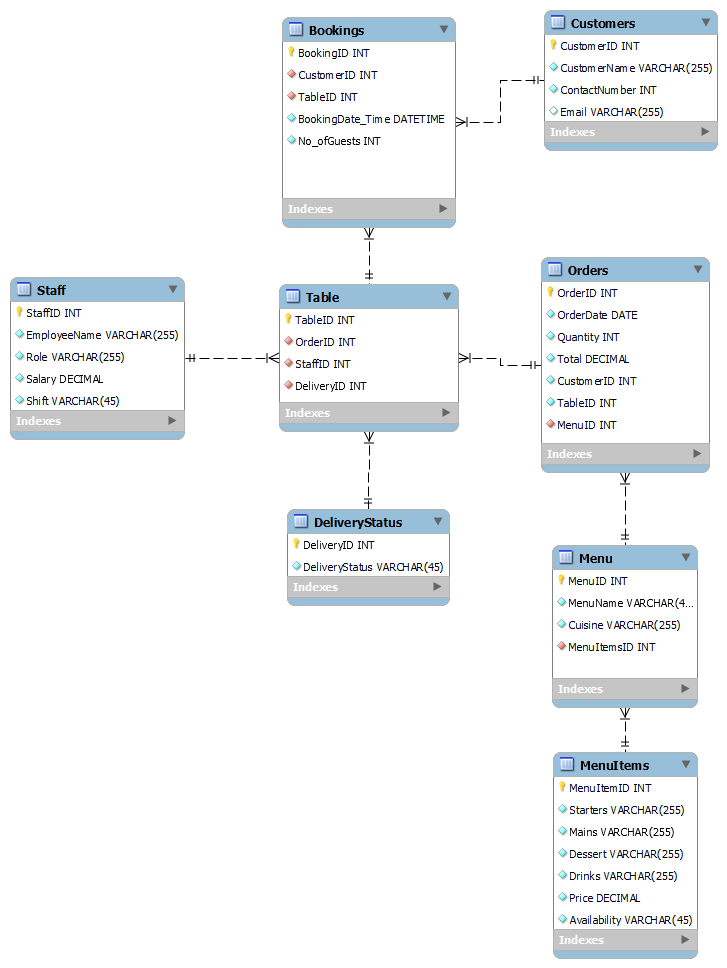 Bookings
BookingID INT
CustomerID INT
TableID INT
BookingDate_Time DATETIME
No_ofGuests INT
Indexes
Customers
CustomerID INT
CustomerName VARCHAR(255)
ContactNumber INT
Email VARCHAR(255)
Indexes
Staff
StaffID INT
EmployeeName VARCHAR(255)
Role VARCHAR(255)
Salary DECIMAL
Shift VARCHAR(45)
Indexes
Table
TableID INT
OrderID INT
StaffID INT
DeliveryID INT
Indexes
Orders
OrderID INT
OrderDate DATE
Quantity INT
Total DECIMAL
CustomerID INT
TableID INT
MenuID INT
Indexes
DeliveryStatus
DeliveryID INT
DeliveryStatus VARCHAR(45)
Indexes
Menu
MenuID INT
MenuName VARCHAR(4...
Cuisine VARCHAR(255)
MenuItemsID INT
Indexes
MenuItems
MenuItemID INT
Starters VARCHAR(255)
Mains VARCHAR(255)
Dessert VARCHAR(255)
Drinks VARCHAR(255)
Price DECIMAL
Availability VARCHAR(45)
Indexes